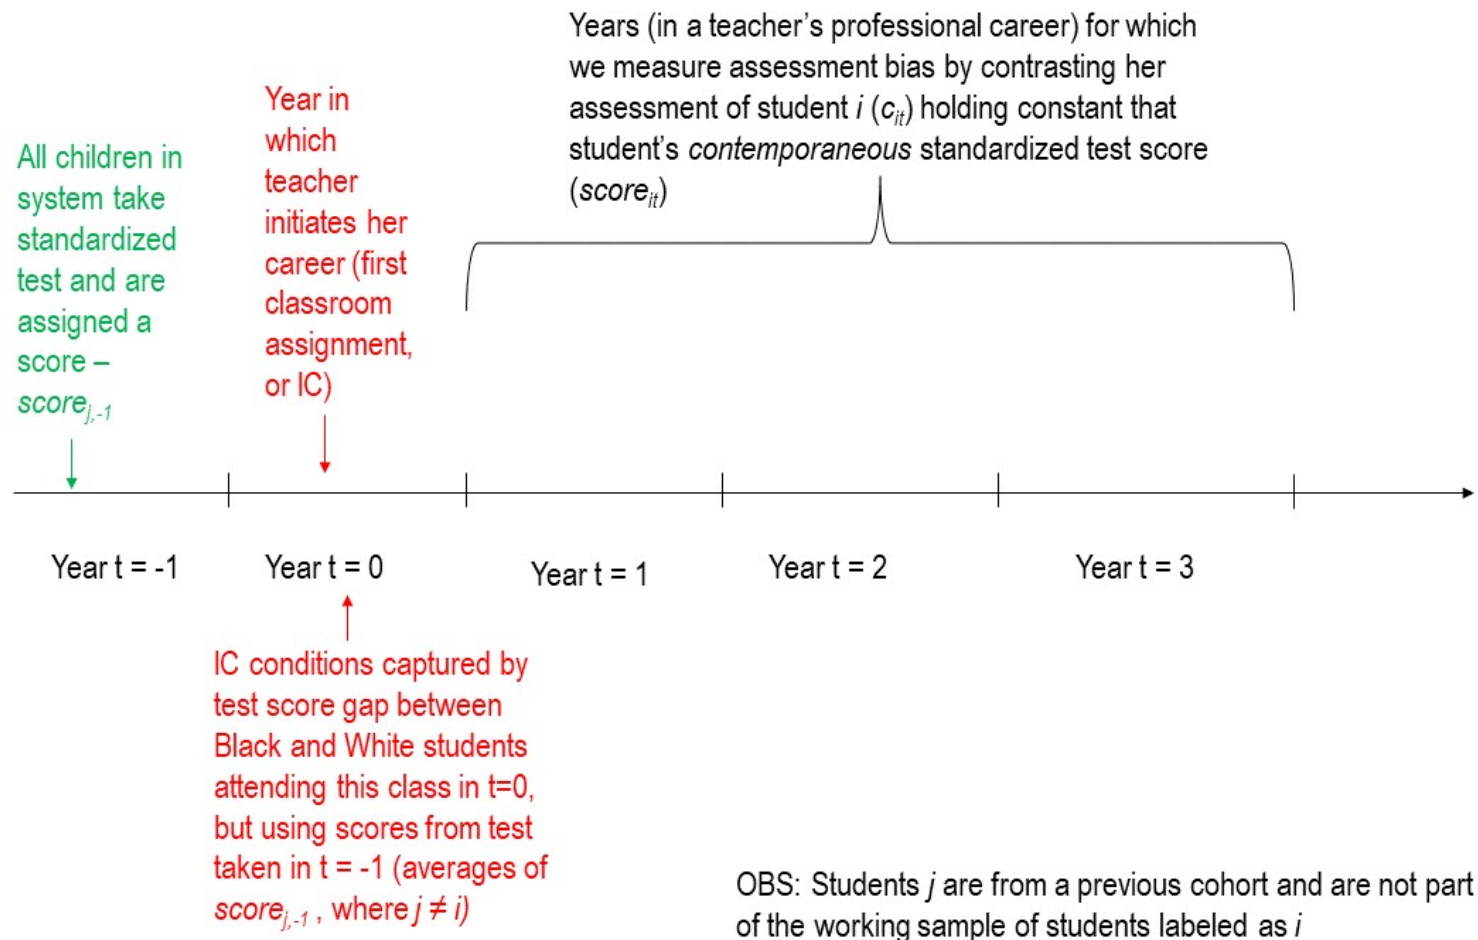 Years (in a teacher’s professional career) for which
we measure assessment bias by contrasting her
assessment of student i (cit) holding constant that
student’s contemporaneous standardized test score
(scoreit)
All children in
system take
standardized
test and are
assigned a
score –
scorej,-1
Year in
which
teacher
initiates her
career (first
classroom
assignment,
or IC)
Year t = -1
Year t = 0
Year t = 1
Year t = 2
Year t = 3
IC conditions captured by
test score gap between
Black and White students
attending this class in t=0,
but using scores from test
taken in t = -1 (averages of
scorej,-1 , where j ≠ i)
OBS: Students j are from a previous cohort and are not part
of the working sample of students labeled as i